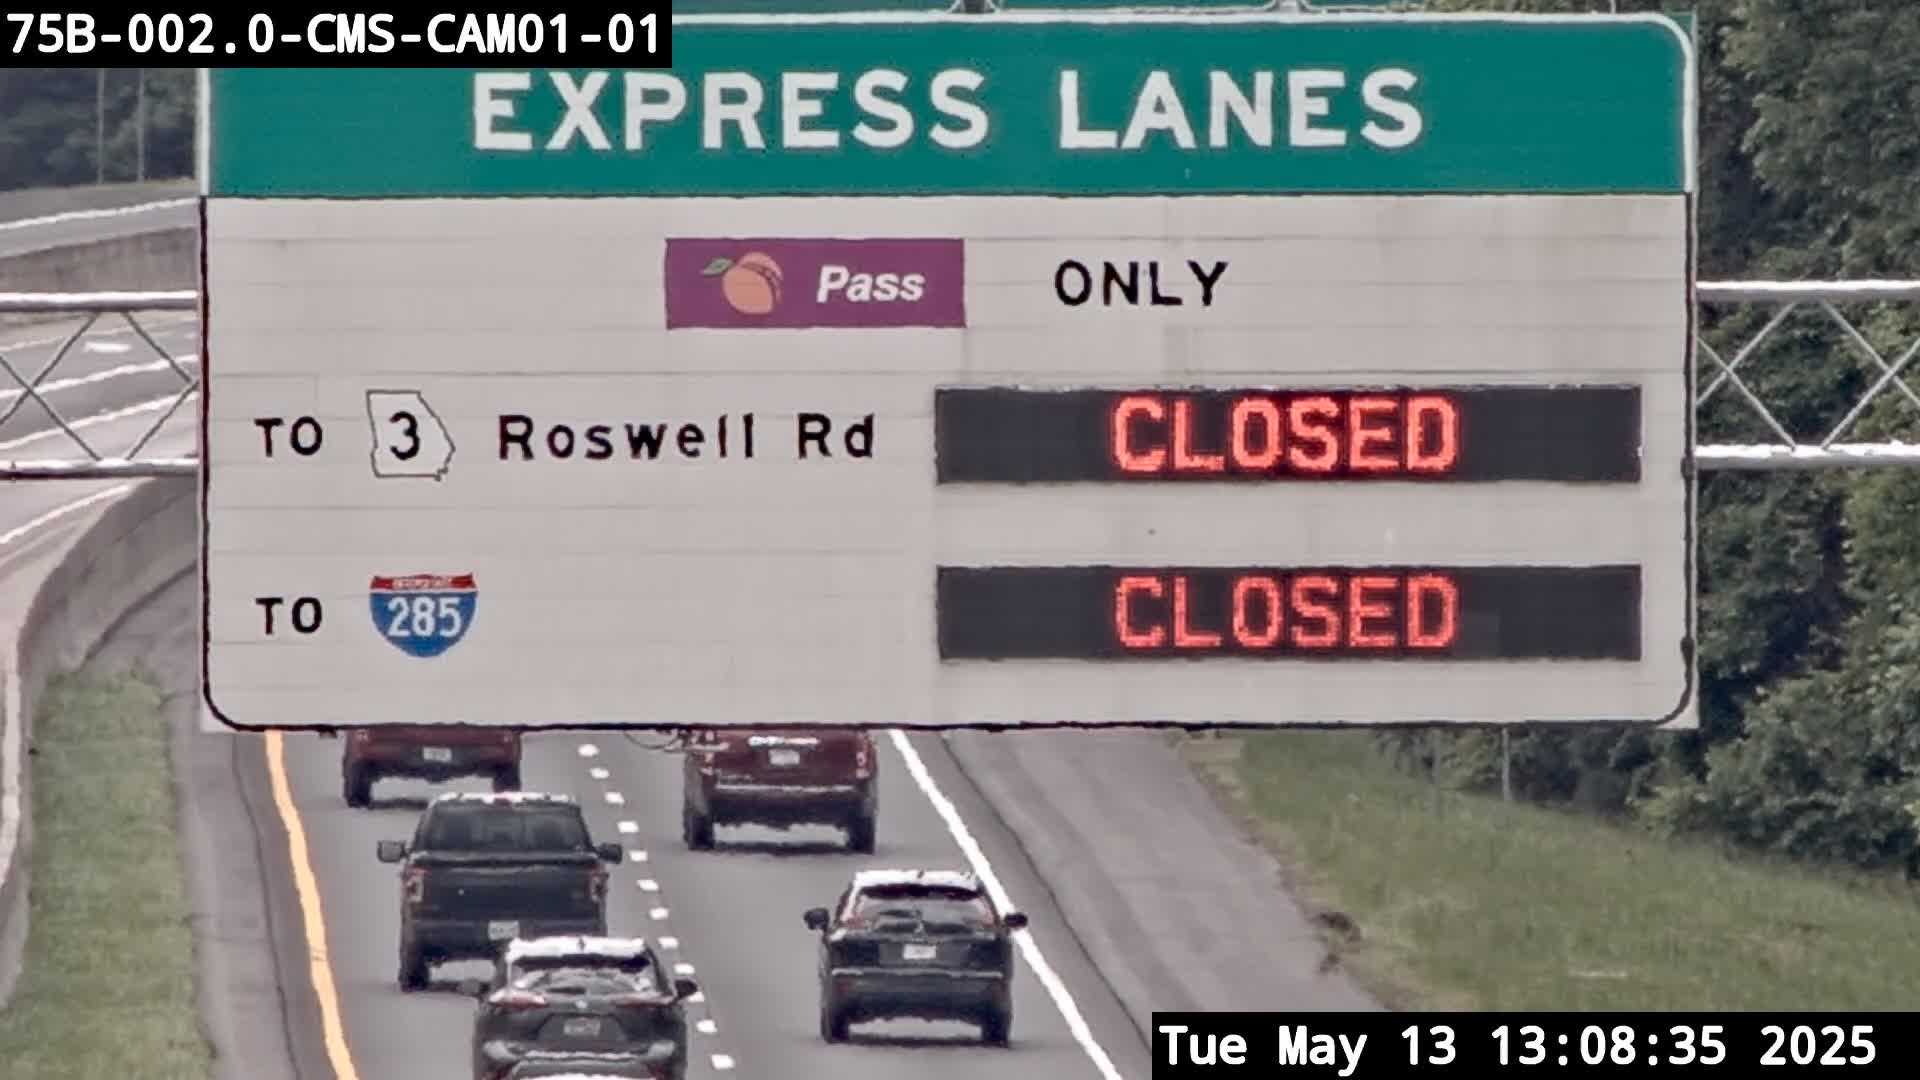 75B-002.0-CMS-CAM01-01
EXPRESS LANES
Pass ONLY
TO 3 Roswell Rd CLOSED
INTERSTATE
TO 285 CLOSED
Tue May 13 13:08:35 2025